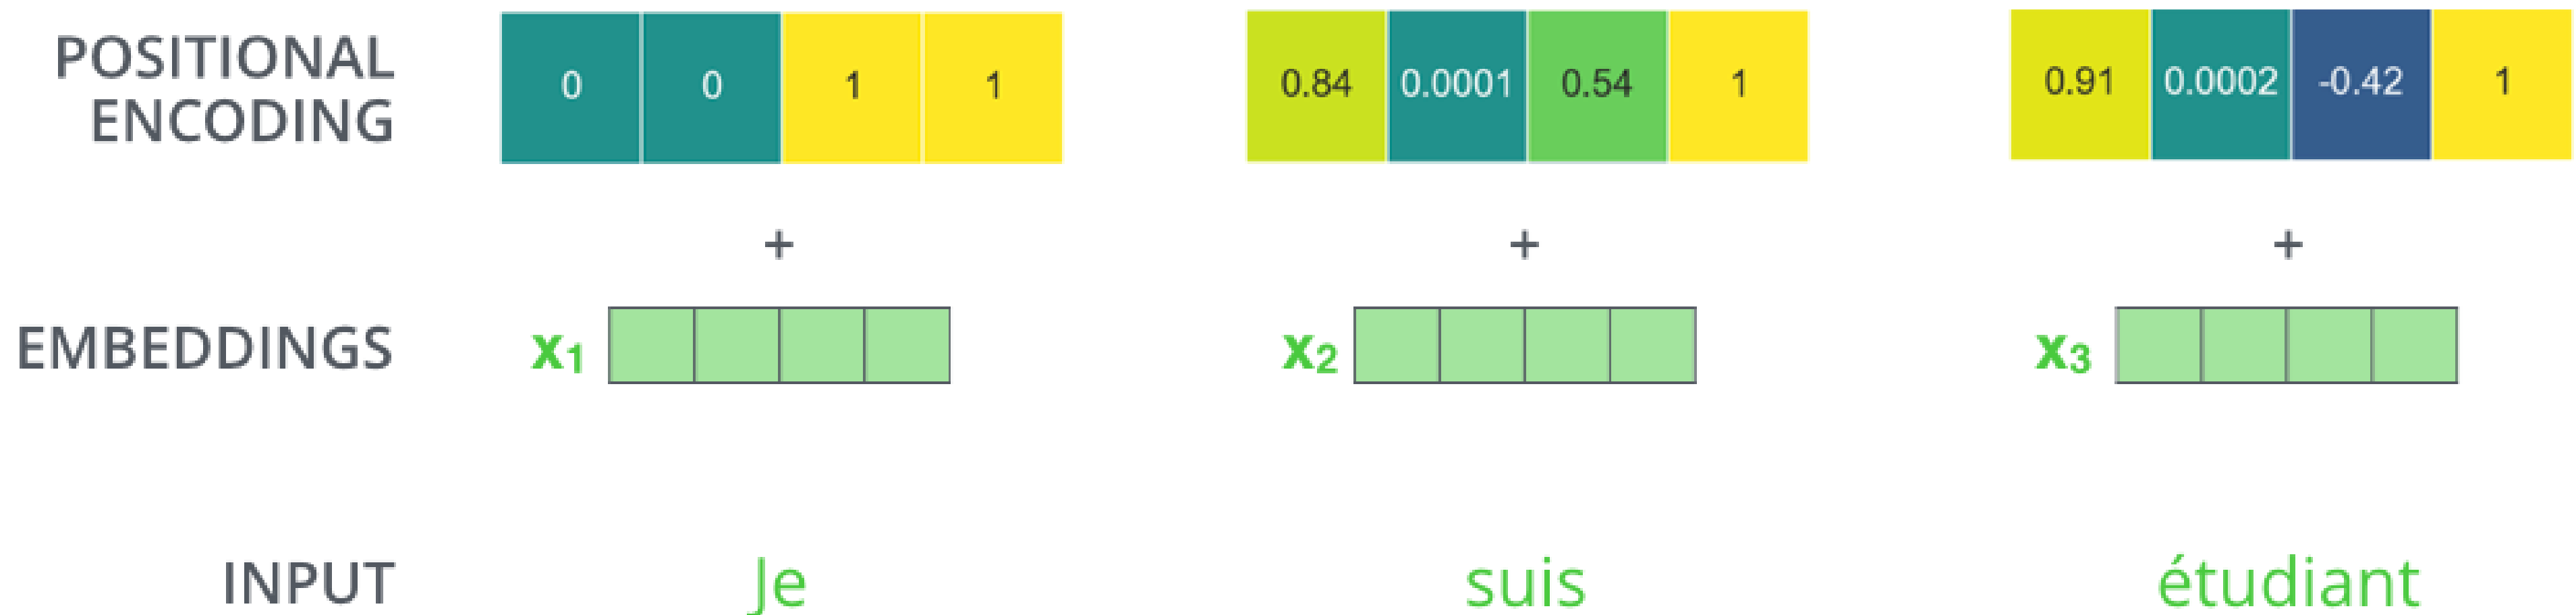 POSITIONAL
ENCODING
0 0 1 1
0.84 0.0001 0.54 1
0.91 0.0002 -0.42 1
+ + +
EMBEDDINGS
x1
x2
x3
INPUT
Je
suis
étudiant